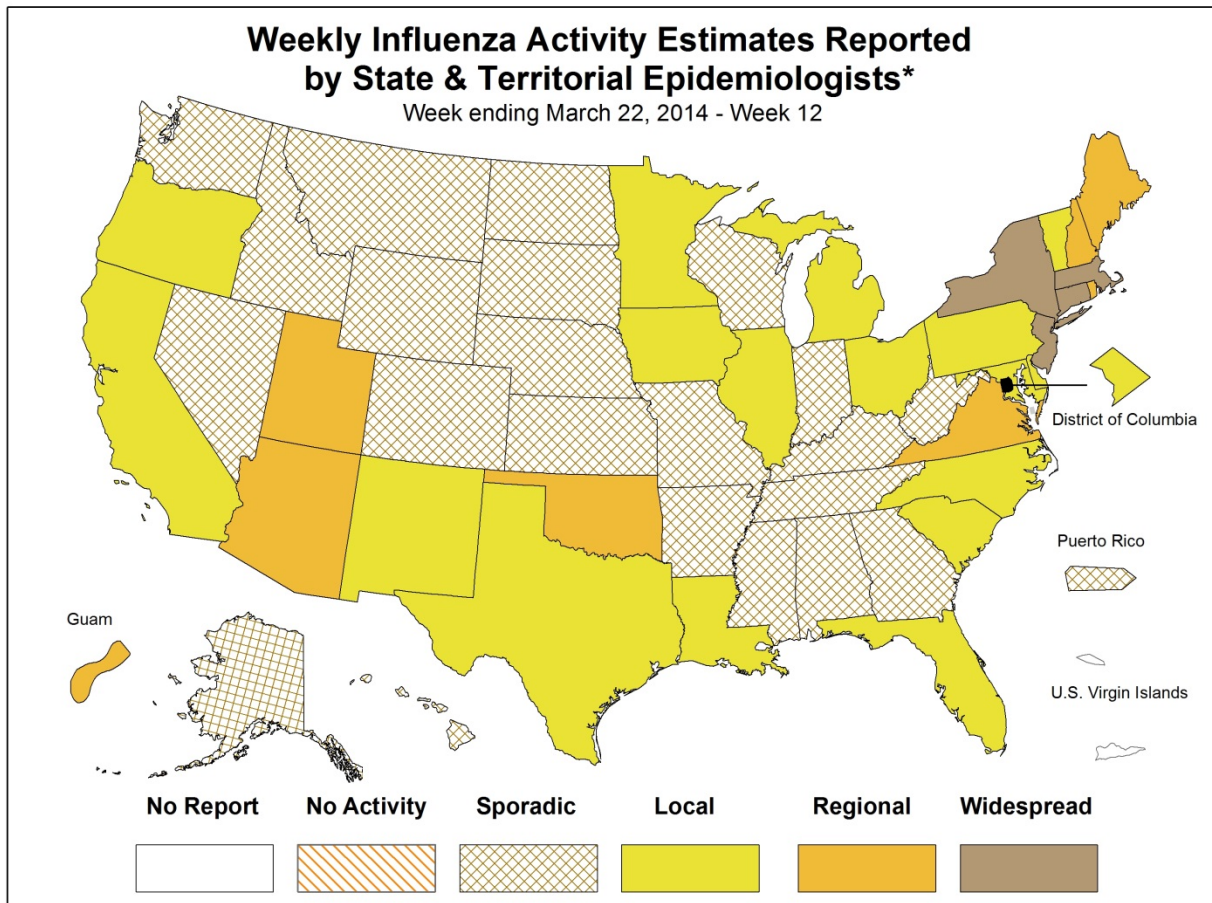 Weekly Influenza Activity Estimates Reported
by State & Territorial Epidemiologists*
Week ending March 22, 2014 - Week 12
District of Columbia
Puerto Rico
Guam
U.S. Virgin Islands
No Report
No Activity
Sporadic
Local
Regional
Widespread